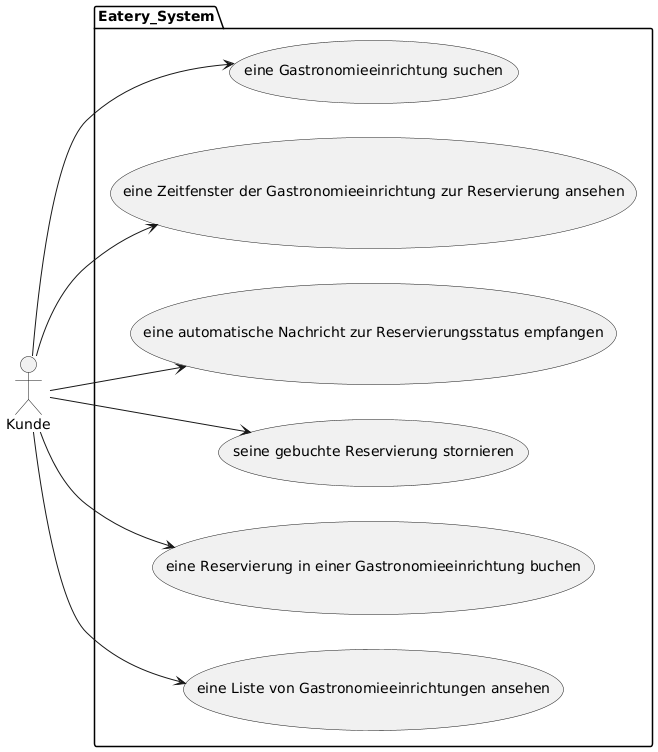 Eatery_System
eine Gastronomieeinrichtung suchen
eine Zeitfenster der Gastronomieeinrichtung zur Reservierung ansehen
eine automatische Nachricht zur Reservierungsstatus empfangen
Kunde
seine gebuchte Reservierung stornieren
eine Reservierung in einer Gastronomieeinrichtung buchen
eine Liste von Gastronomieeinrichtungen ansehen